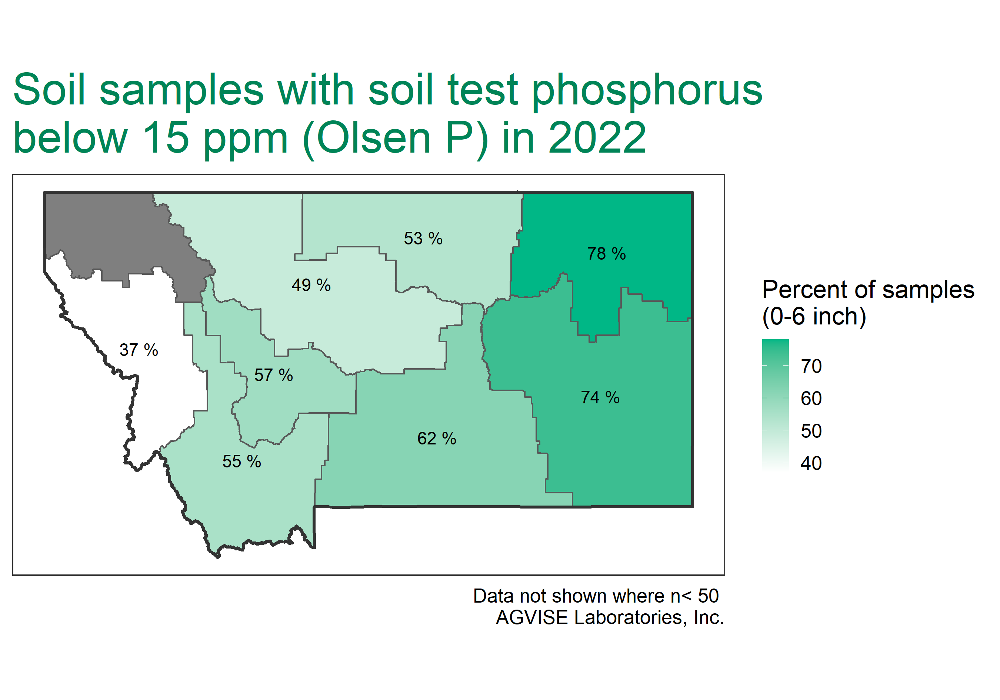 Soil samples with soil test phosphorus
below 15 ppm (Olsen P) in 2022
53 %
78 %
49 %
37 %
57 %
74 %
62 %
55 %
Percent of samples
(0-6 inch)
70
60
50
40
Data not shown where n< 50
AGVISE Laboratories, Inc.